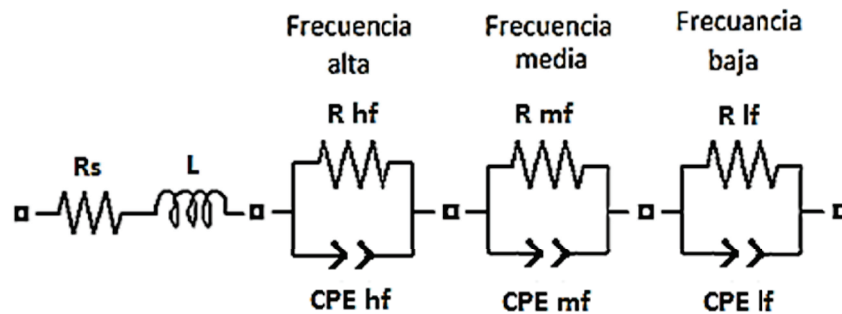 Frecuencia
alta
Frecuencia
media
Frecuancia
baja
R hf
R mf
R lf
Rs
L
CPE hf
CPE mf
CPE lf